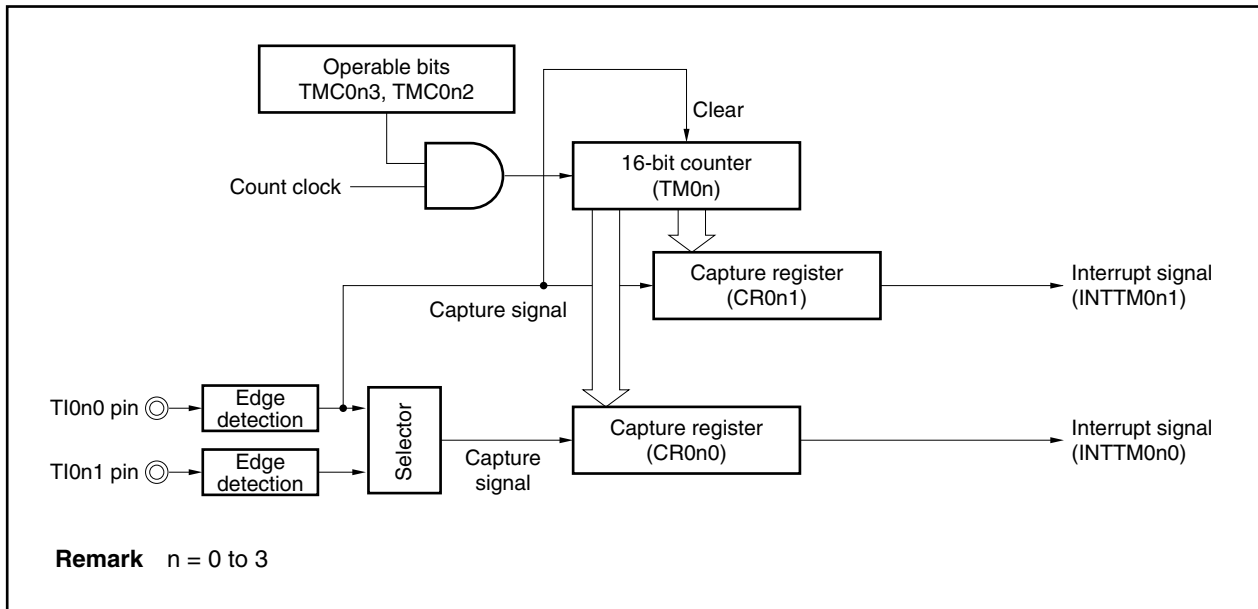 Operable bits
TMC0n3, TMC0n2
Clear
Count clock
16-bit counter
(TM0n)
Capture register
(CR0n1)
Interrupt signal
(INTTM0n1)
Capture signal
TI0n0 pin
Edge
detection
Selector
Capture register
(CR0n0)
Interrupt signal
(INTTM0n0)
TI0n1 pin
Edge
detection
Capture
signal
Remark n = 0 to 3